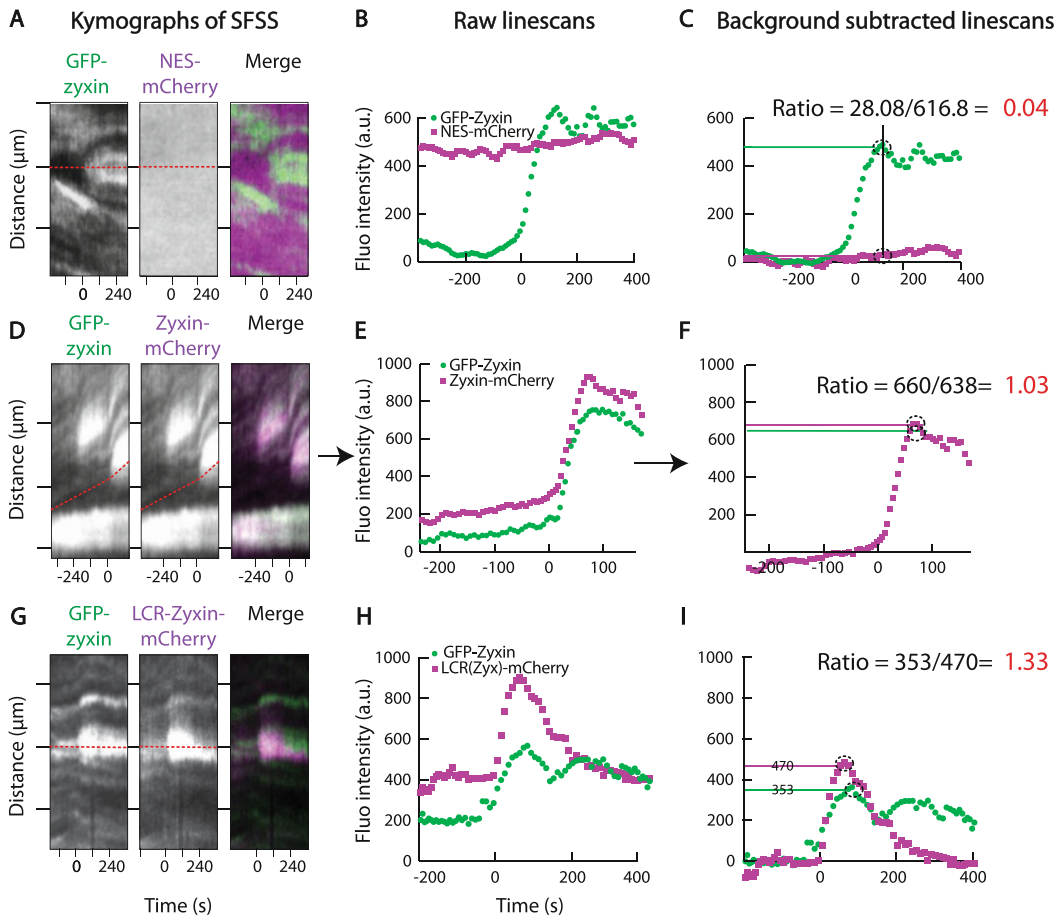 A Kymographs of SFSS
B Raw linescans
C Background subtracted linescans
GFP-zyxin
NES-mCherry
Merge
Distance (µm)
0 240
0 240
0 240
Fluo intensity (a.u.)
GFP-Zyxin
NES-mCherry
600
400
200
0
-200 0 200 400
Ratio = 28.08/616.8 = 0.04
600
400
200
0
-200 0 200 400
D
GFP-zyxin
Zyxin-mCherry
Merge
Distance (µm)
-240 0
-240 0
-240 0
E
Fluo intensity (a.u.)
GFP-Zyxin
Zyxin-mCherry
1000
800
600
400
200
0
-200 -100 0 100
F
Ratio = 660/638= 1.03
1000
800
600
400
200
0
-200 -100 0 100
G
GFP-zyxin
LCR-Zyxin-mCherry
Merge
Distance (µm)
0 240
0 240
0 240
Time (s)
H
Fluo intensity (a.u.)
GFP-Zyxin
LCR(Zyx)-mCherry
1000
800
600
400
200
0
-200 0 200 400
Time (s)
I
Ratio = 353/470= 1.33
1000
800
600
400
200
0
470
353
0 200 400